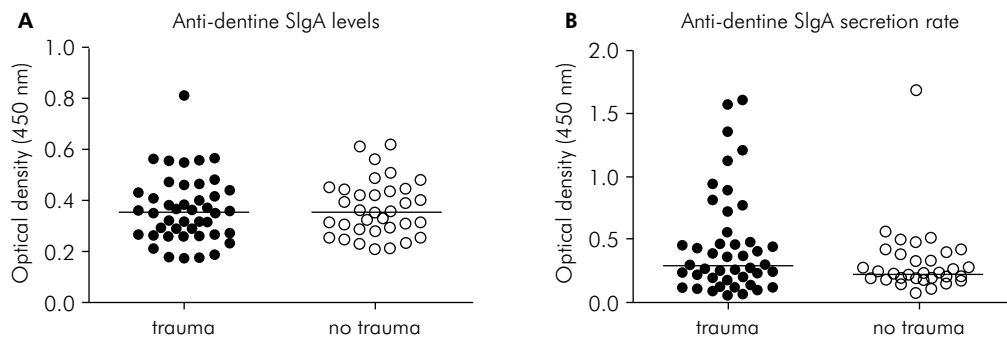 A
Anti-dentine SIgA levels
Optical density (450 nm)
1.0
0.8
0.6
0.4
0.2
0.0
trauma
no trauma
B
Anti-dentine SIgA secretion rate
Optical density (450 nm)
2.0
1.5
1.0
0.5
0.0
trauma
no trauma